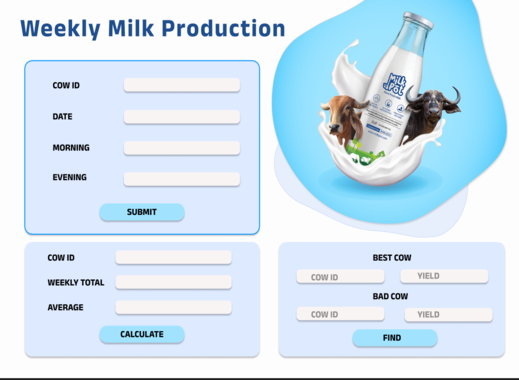 Weekly Milk Production
COW ID
DATE
MORNING
EVENING
SUBMIT
Milk
Pot
COW ID
WEEKLY TOTAL
AVERAGE
CALCULATE
BEST COW
COW ID YIELD
BAD COW
COW ID YIELD
FIND